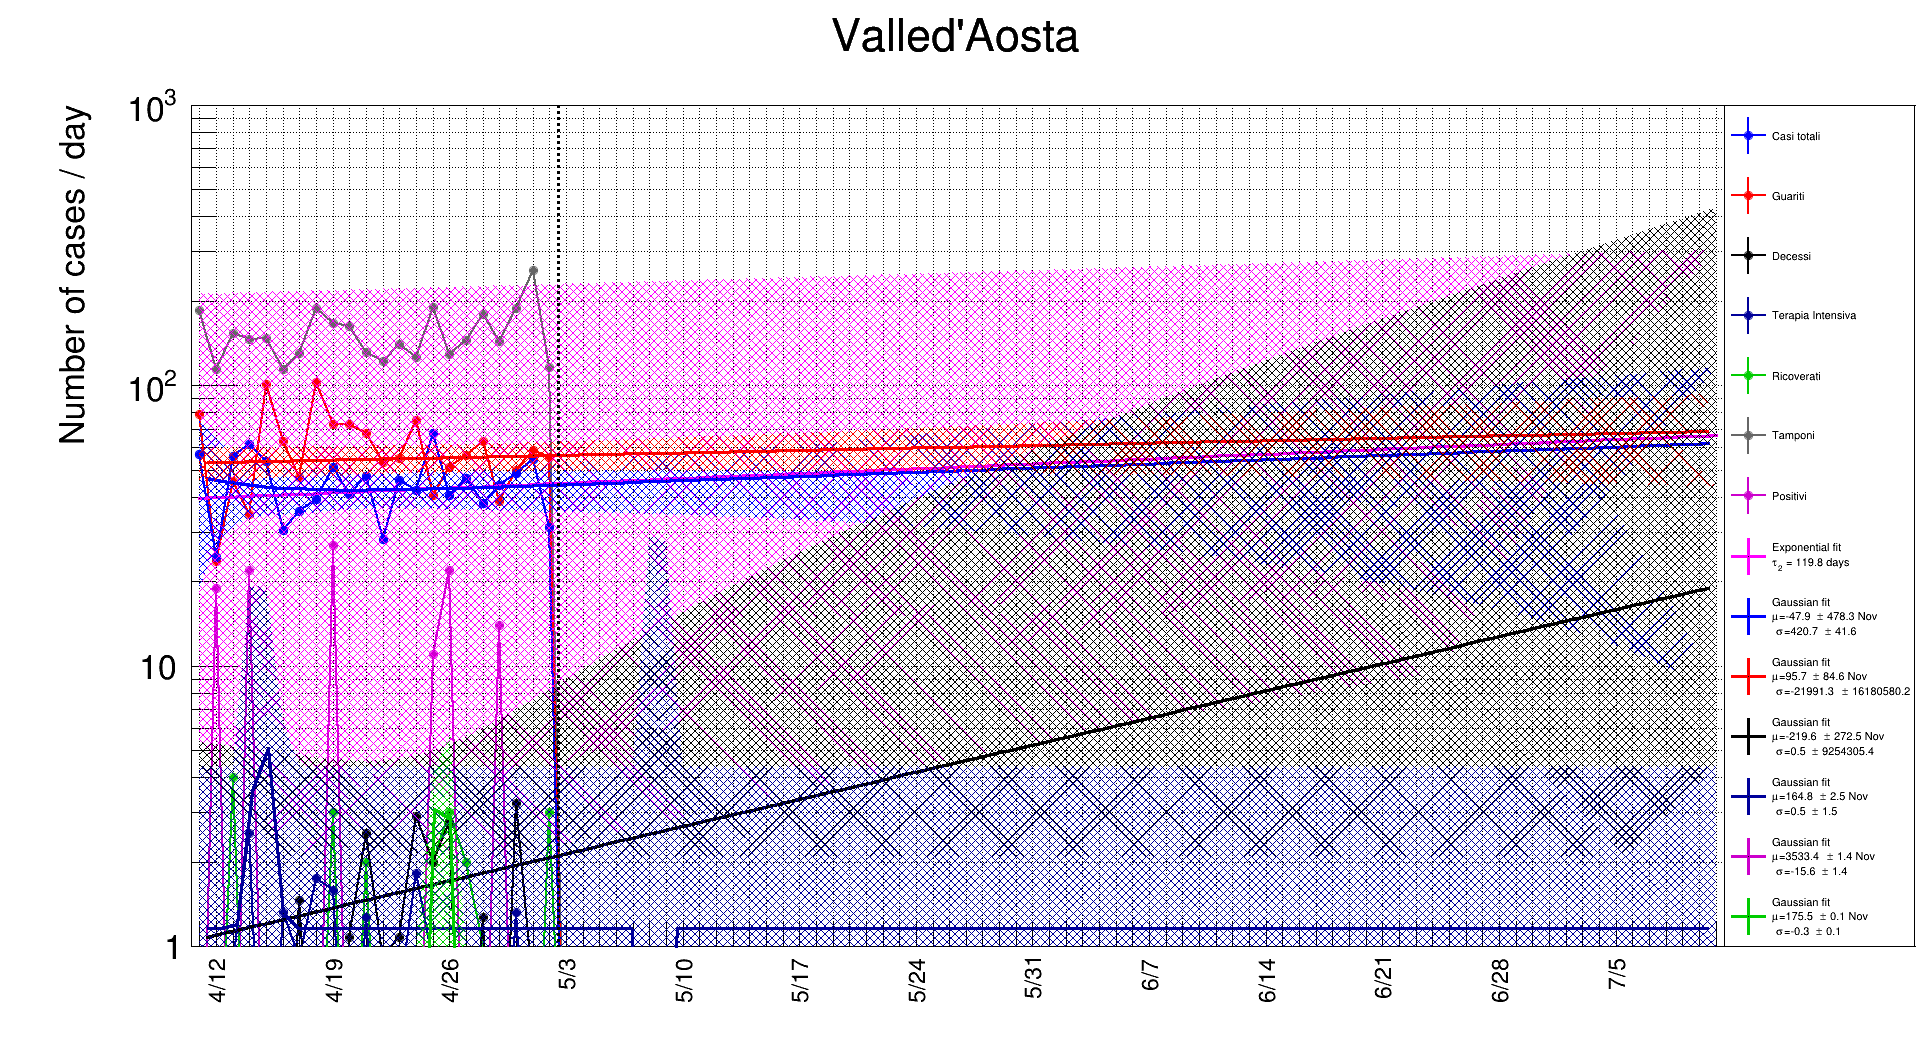 Valled'Aosta
Number of cases / day
10³
10²
10
1
4/12
4/19
4/26
5/3
5/10
5/17
5/24
5/31
6/7
6/14
6/21
6/28
7/5
Casi totali
Guariti
Decessi
Terapia Intensiva
Ricoverati
Tamponi
Positivi
Exponential fit
τ₂ = 119.8 days
Gaussian fit
μ=-47.9 ± 478.3 Nov
σ=420.7 ± 41.6
Gaussian fit
μ=95.7 ± 84.6 Nov
σ=-21991.3 ± 16180580.2
Gaussian fit
μ=-219.6 ± 272.5 Nov
σ=0.5 ± 9254305.4
Gaussian fit
μ=164.8 ± 2.5 Nov
σ=0.5 ± 1.5
Gaussian fit
μ=3533.4 ± 1.4 Nov
σ=-15.6 ± 1.4
Gaussian fit
μ=175.5 ± 0.1 Nov
σ=-0.3 ± 0.1